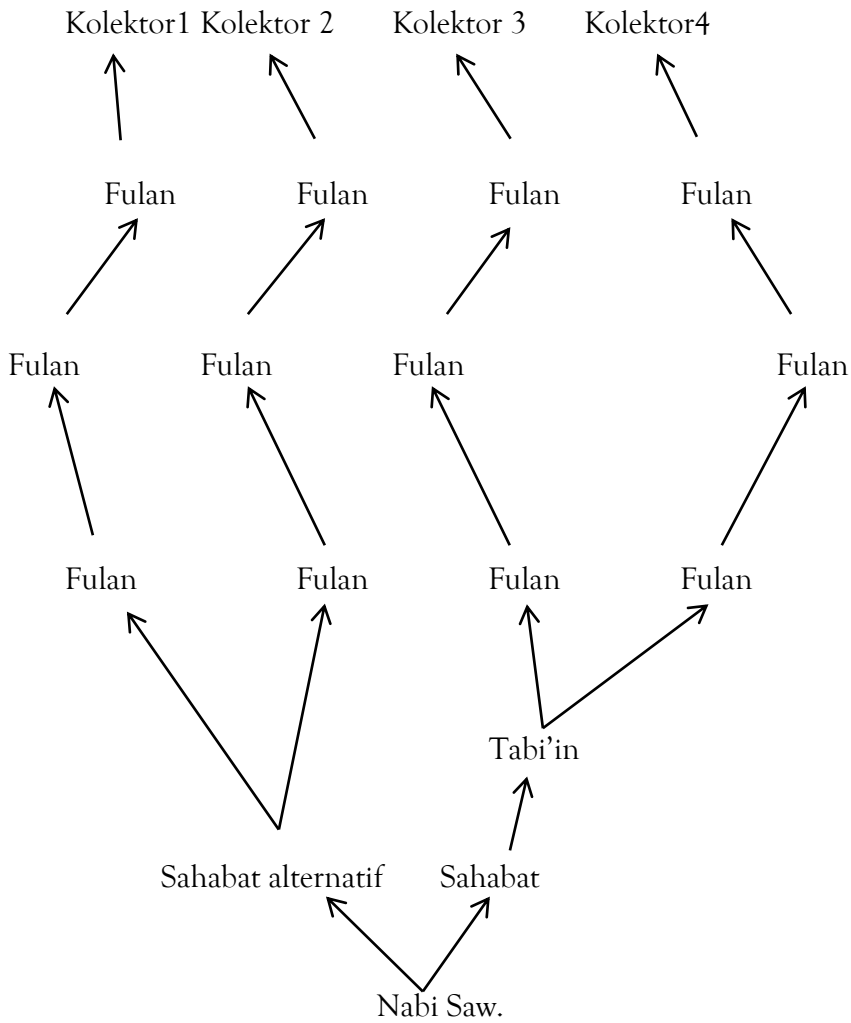 Kolektor1 Kolektor 2 Kolektor 3 Kolektor4
Fulan Fulan Fulan Fulan
Fulan Fulan Fulan Fulan
Fulan Fulan Fulan Fulan
Tabi’in
Sahabat alternatif Sahabat
Nabi Saw.